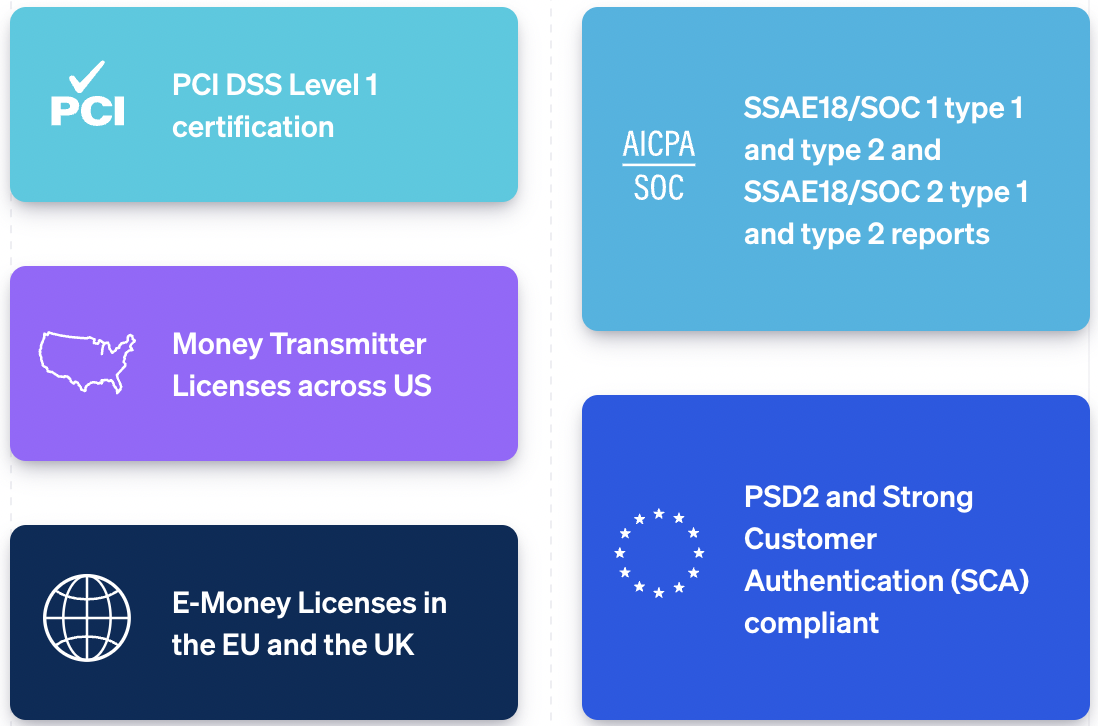 PCI
PCI DSS Level 1
certification
Money Transmitter
Licenses across US
E-Money Licenses in
the EU and the UK
AICPA
SOC
SSAE18/SOC 1 type 1
and type 2 and
SSAE18/SOC 2 type 1
and type 2 reports
PSD2 and Strong
Customer
Authentication (SCA)
compliant